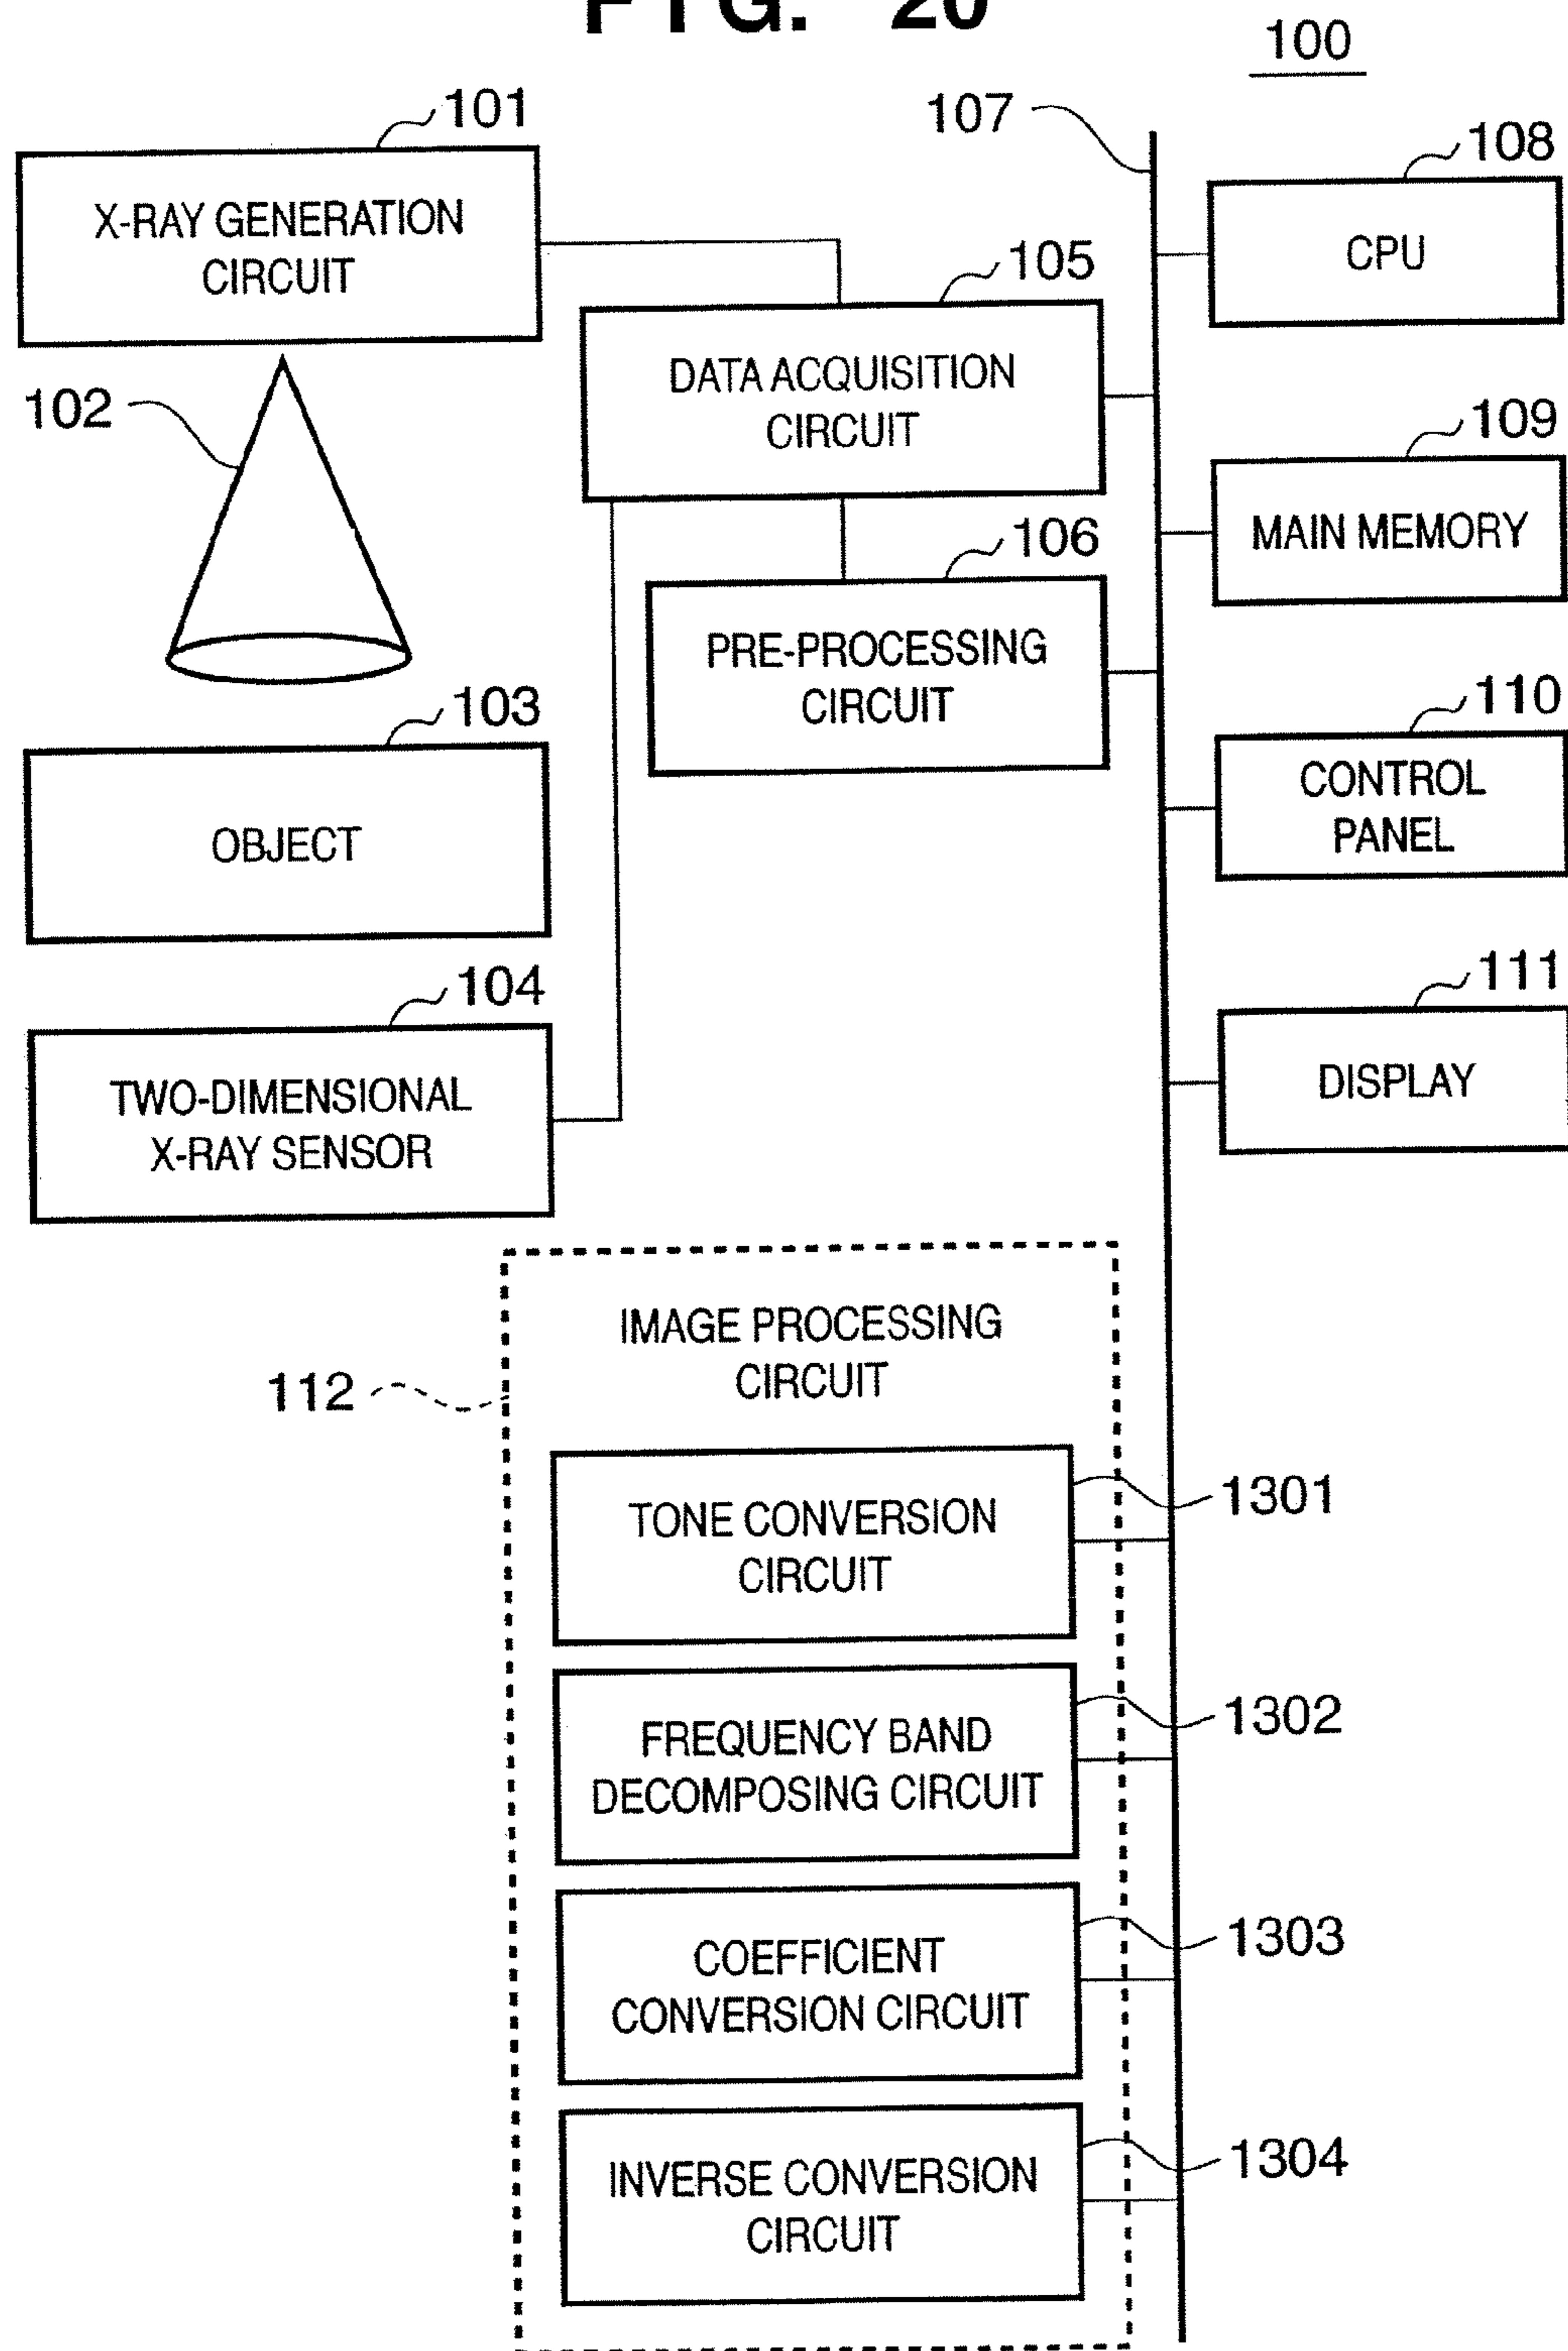 FIG. 20
100
101
X-RAY GENERATION
CIRCUIT
102
103
OBJECT
104
TWO-DIMENSIONAL
X-RAY SENSOR
105
DATA ACQUISITION
CIRCUIT
106
PRE-PROCESSING
CIRCUIT
107
108
CPU
109
MAIN MEMORY
110
CONTROL
PANEL
111
DISPLAY
112
IMAGE PROCESSING
CIRCUIT
TONE CONVERSION
CIRCUIT
1301
FREQUENCY BAND
DECOMPOSING CIRCUIT
1302
COEFFICIENT
CONVERSION CIRCUIT
1303
INVERSE CONVERSION
CIRCUIT
1304